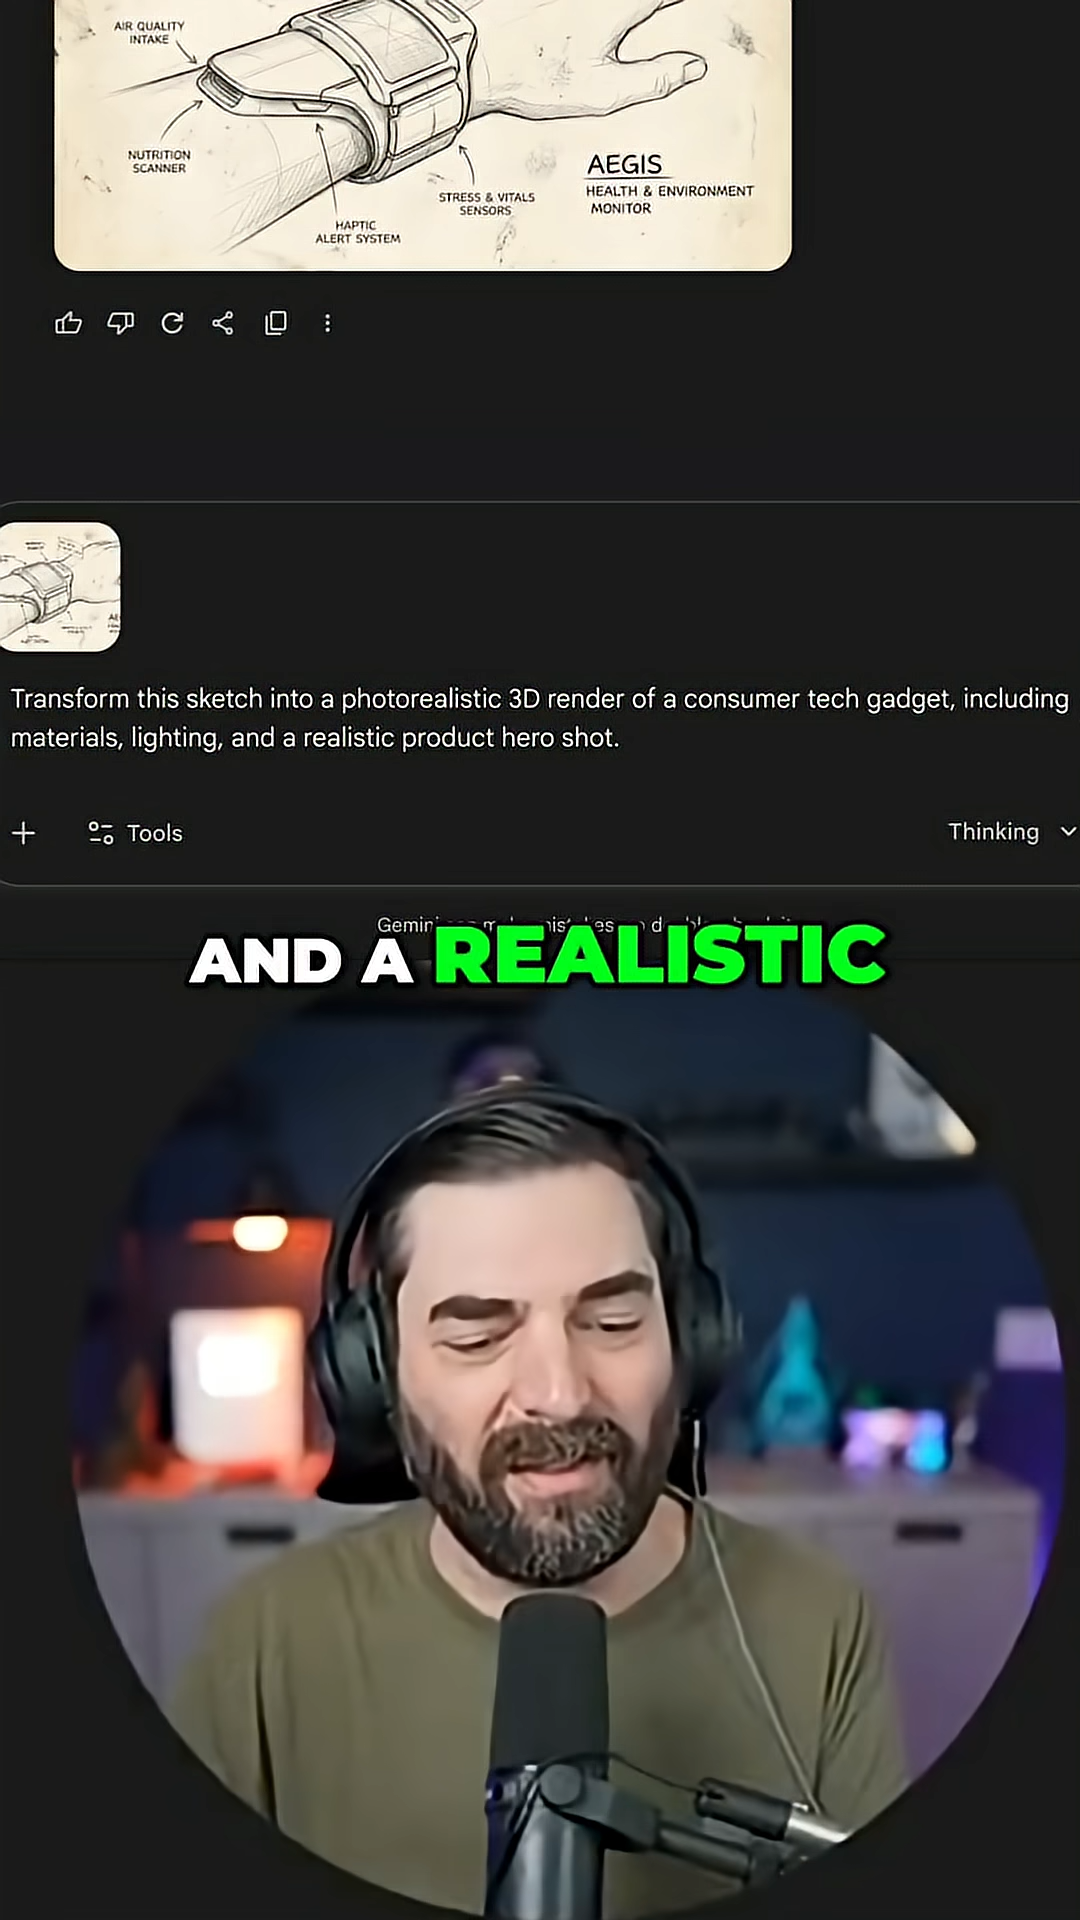 AIR QUALITY
INTAKE
NUTRITION
SCANNER
HAPTIC
ALERT SYSTEM
STRESS & VITALS
SENSORS
AEGIS
HEALTH & ENVIRONMENT
MONITOR
Transform this sketch into a photorealistic 3D render of a consumer tech gadget, including
materials, lighting, and a realistic product hero shot.
Tools
Thinking
Gemini
AND A REALISTIC